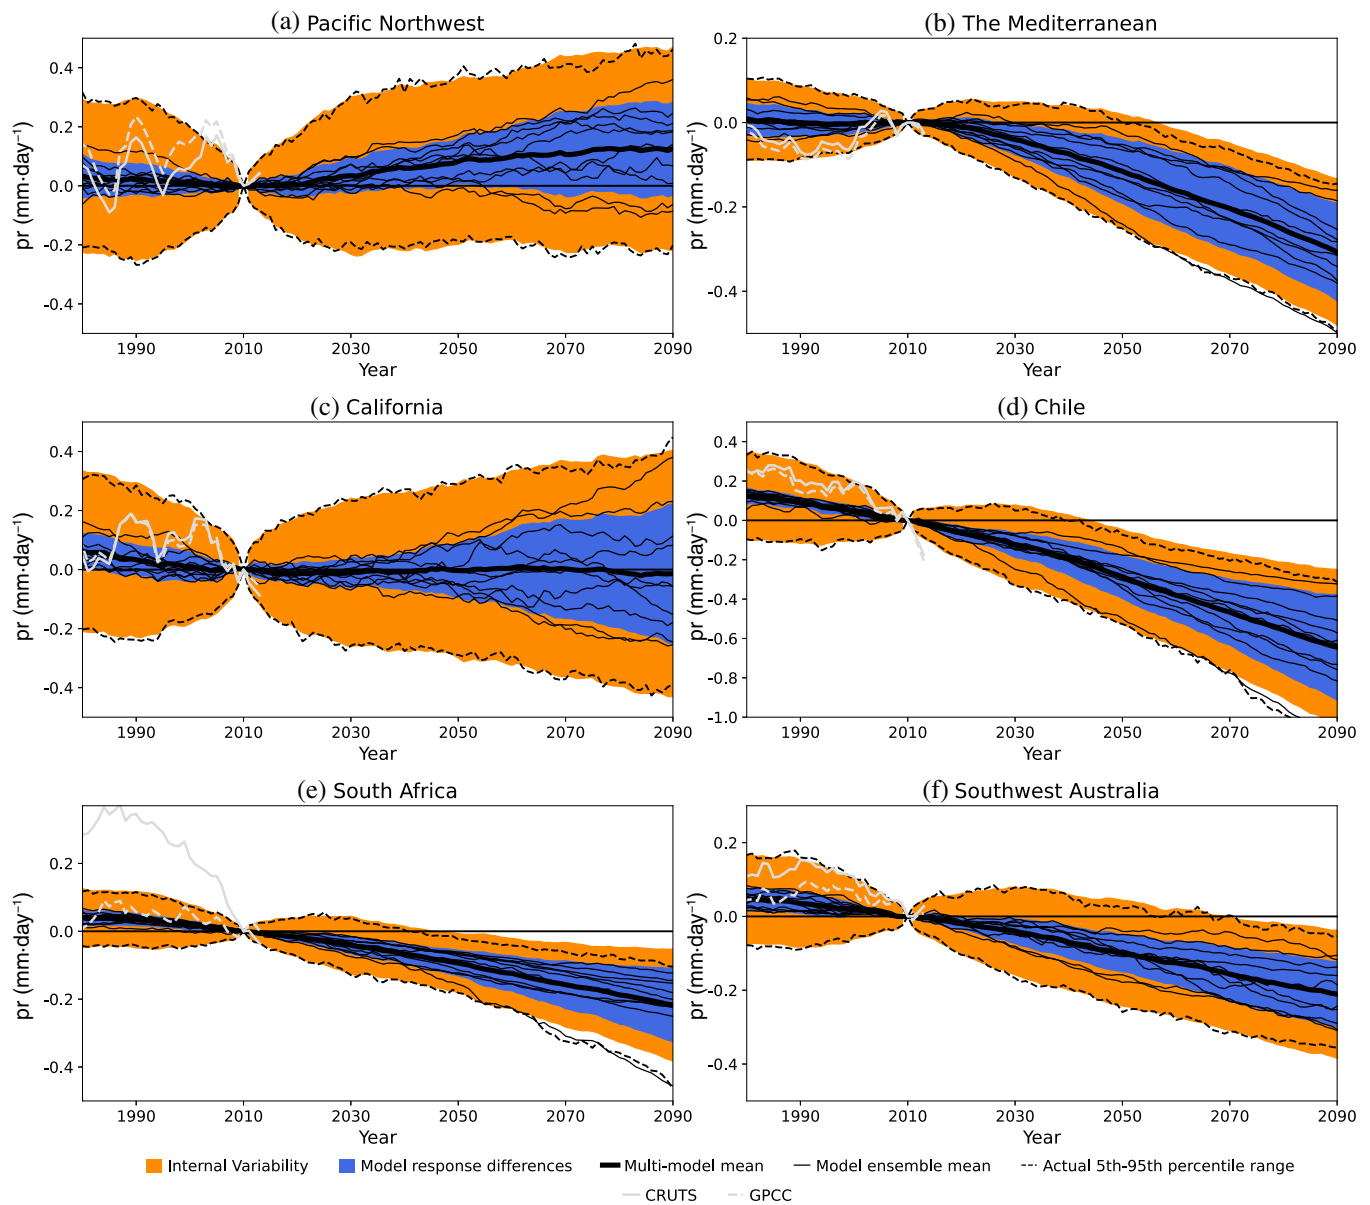 (a) Pacific Northwest
(b) The Mediterranean
pr (mm·day⁻¹)
0.4
0.2
0.0
-0.2
-0.4
1990 2010 2030 2050 2070 2090
Year
pr (mm·day⁻¹)
0.2
0.0
-0.2
-0.4
1990 2010 2030 2050 2070 2090
Year
(c) California
(d) Chile
pr (mm·day⁻¹)
0.4
0.2
0.0
-0.2
-0.4
1990 2010 2030 2050 2070 2090
Year
pr (mm·day⁻¹)
0.4
0.2
0.0
-0.2
-0.4
-0.6
-0.8
-1.0
1990 2010 2030 2050 2070 2090
Year
(e) South Africa
(f) Southwest Australia
pr (mm·day⁻¹)
0.2
0.0
-0.2
-0.4
1990 2010 2030 2050 2070 2090
Year
pr (mm·day⁻¹)
0.2
0.0
-0.2
-0.4
1990 2010 2030 2050 2070 2090
Year
Internal Variability Model response differences Multi-model mean Model ensemble mean Actual 5th-95th percentile range
CRUTS GPCC